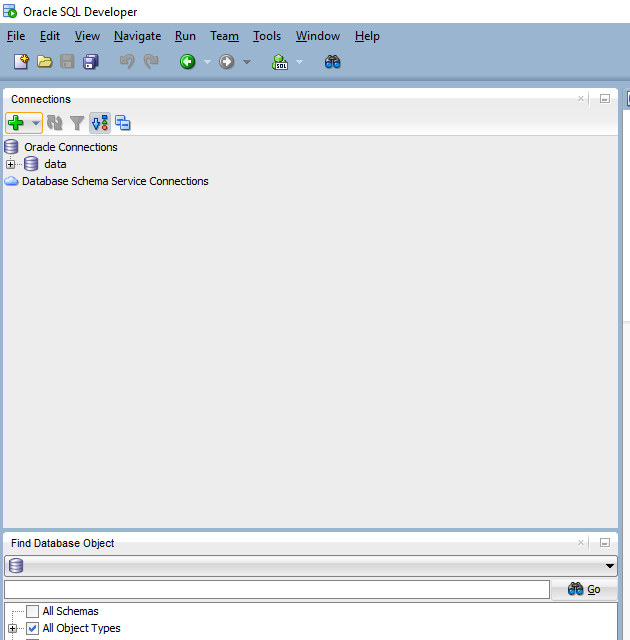 Oracle SQL Developer
File Edit View Navigate Run Team Tools Window Help
SQL
Connections
Oracle Connections
data
Database Schema Service Connections
Find Database Object
Go
All Schemas
All Object Types